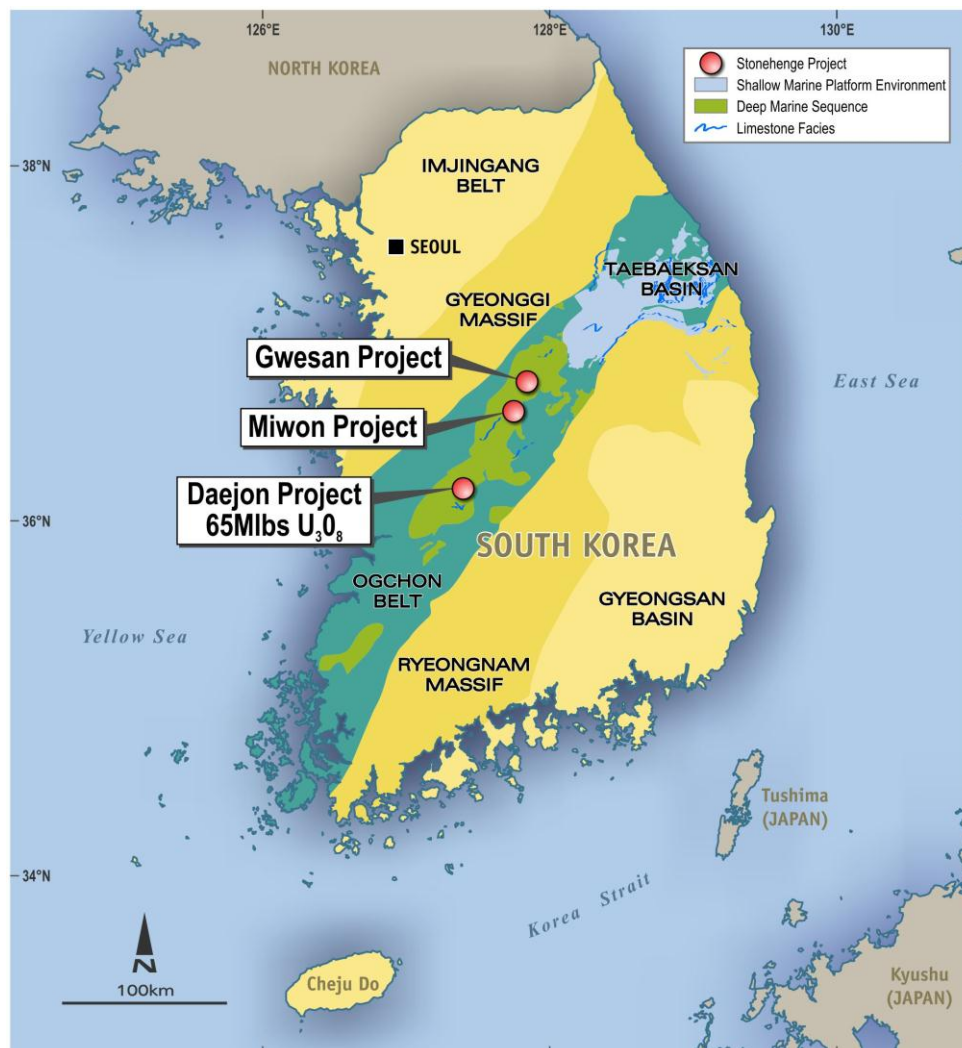 126°E
128°E
130°E
NORTH KOREA
Stonehenge Project
Shallow Marine Platform Environment
Deep Marine Sequence
Limestone Facies
38°N
IMJINGANG
BELT
SEOUL
TAEBAEKSAN
BASIN
GYEONGGI
MASSIF
Gwesan Project
East Sea
Miwon Project
Daejon Project
65Mlbs U₃0₈
36°N
SOUTH KOREA
OGCHON
BELT
GYEONGSAN
BASIN
Yellow Sea
RYEONGNAM
MASSIF
Tushima
(JAPAN)
34°N
Korea Strait
N
100km
Cheju Do
Kyushu
(JAPAN)